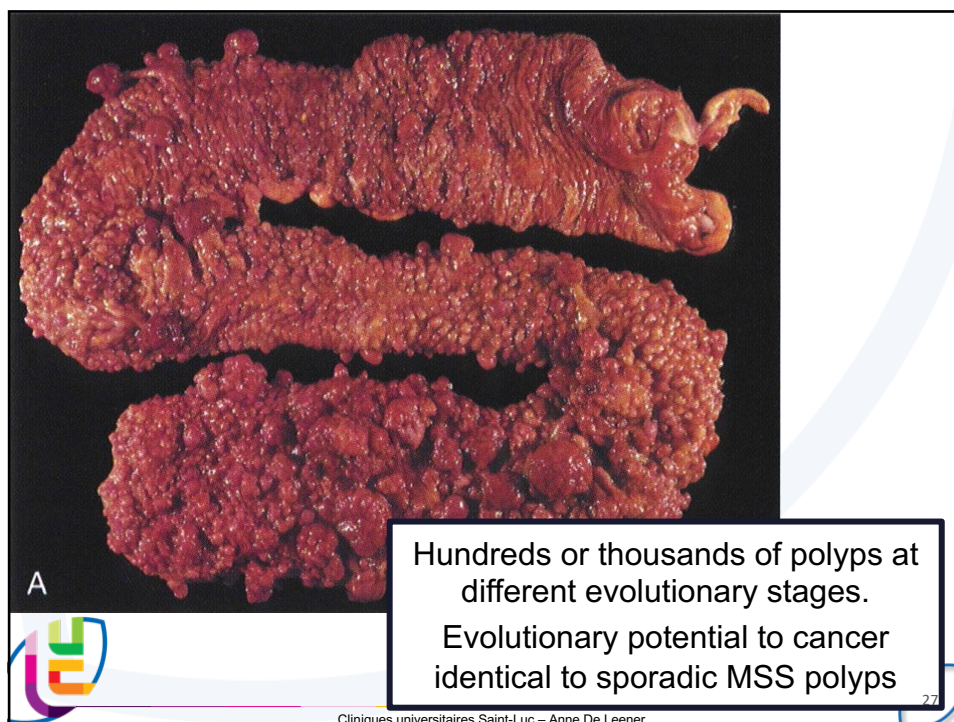 A
Hundreds or thousands of polyps at
different evolutionary stages.
Evolutionary potential to cancer
identical to sporadic MSS polyps
27
Cliniques universitaires Saint-Luc – Anne De Leener